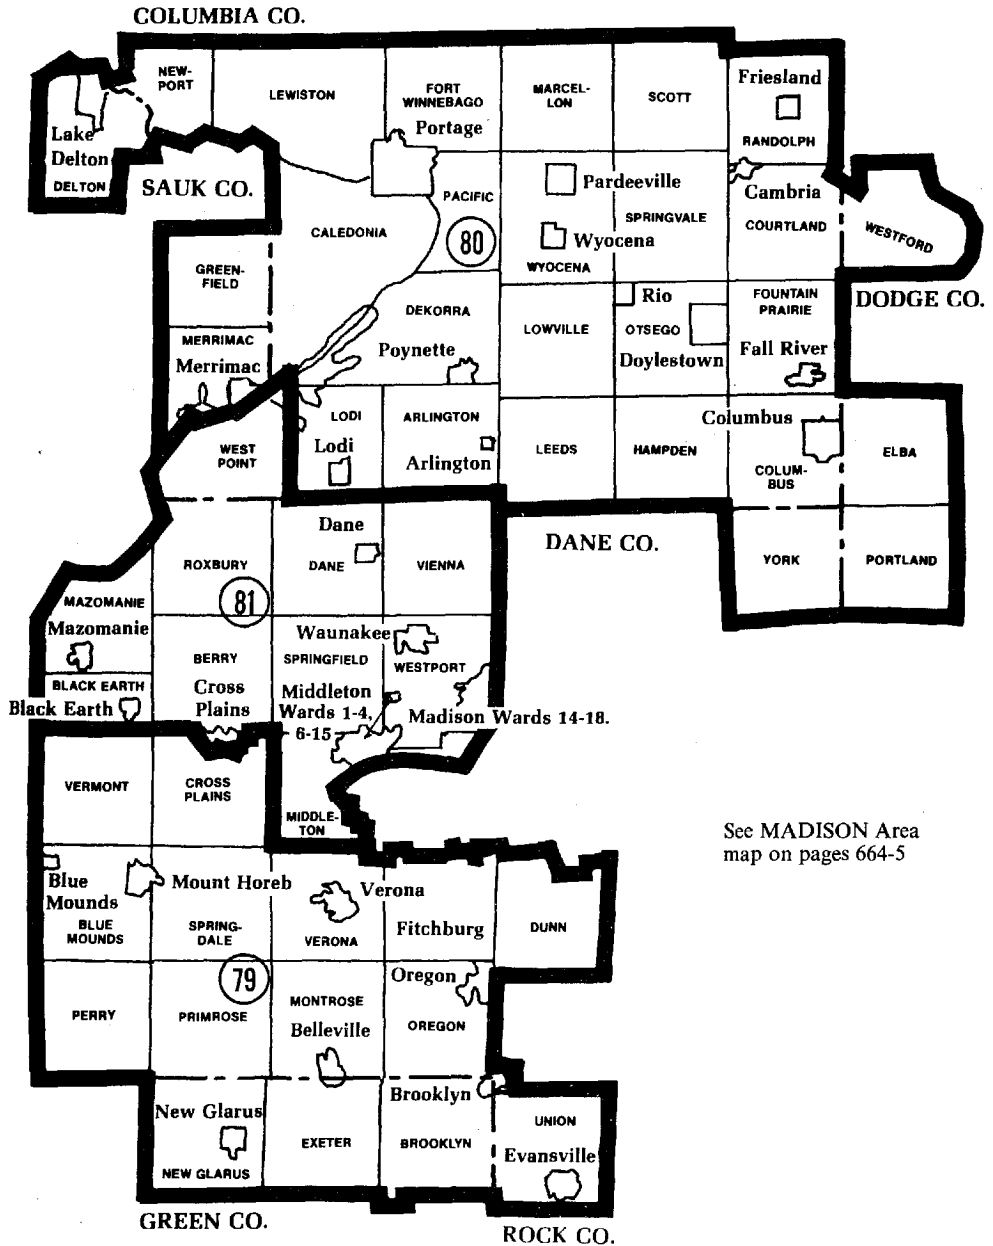 COLUMBIA CO.
NEW-
PORT
LEWISTON
FORT
WINNEBAGO
MARCEL-
LON
SCOTT
Friesland
RANDOLPH
Portage
Lake
Delton
DELTON
SAUK CO.
PACIFIC
Pardeeville
Cambria
SPRINGVALE
COURTLAND
WESTFORD
CALEDONIA
80
Wyocena
WYOCENA
GREEN-
FIELD
DODGE CO.
DEKORRA
LOWVILLE
Rio
OTSEGO
Doylestown
FOUNTAIN
PRAIRIE
Fall River
MERRIMAC
Merrimac
Poynette
LODI
Lodi
ARLINGTON
Arlington
LEEDS
HAMPDEN
Columbus
COLUM-
BUS
ELBA
WEST
POINT
DANE CO.
YORK
PORTLAND
ROXBURY
81
Dane
DANE
VIENNA
MAZOMANIE
Mazomanie
BERRY
Waunakee
SPRINGFIELD
WESTPORT
BLACK EARTH
Black Earth
Cross
Plains
Middleton
Wards 1-4,
6-15
Madison Wards 14-18.
VERMONT
CROSS
PLAINS
MIDDLE-
TON
See MADISON Area
map on pages 664-5
Blue
Mounds
BLUE
MOUNDS
Mount Horeb
SPRING-
DALE
Verona
VERONA
Fitchburg
DUNN
79
PERRY
PRIMROSE
MONTROSE
Belleville
Oregon
OREGON
New Glarus
NEW GLARUS
EXETER
Brooklyn
BROOKLYN
UNION
Evansville
GREEN CO.
ROCK CO.